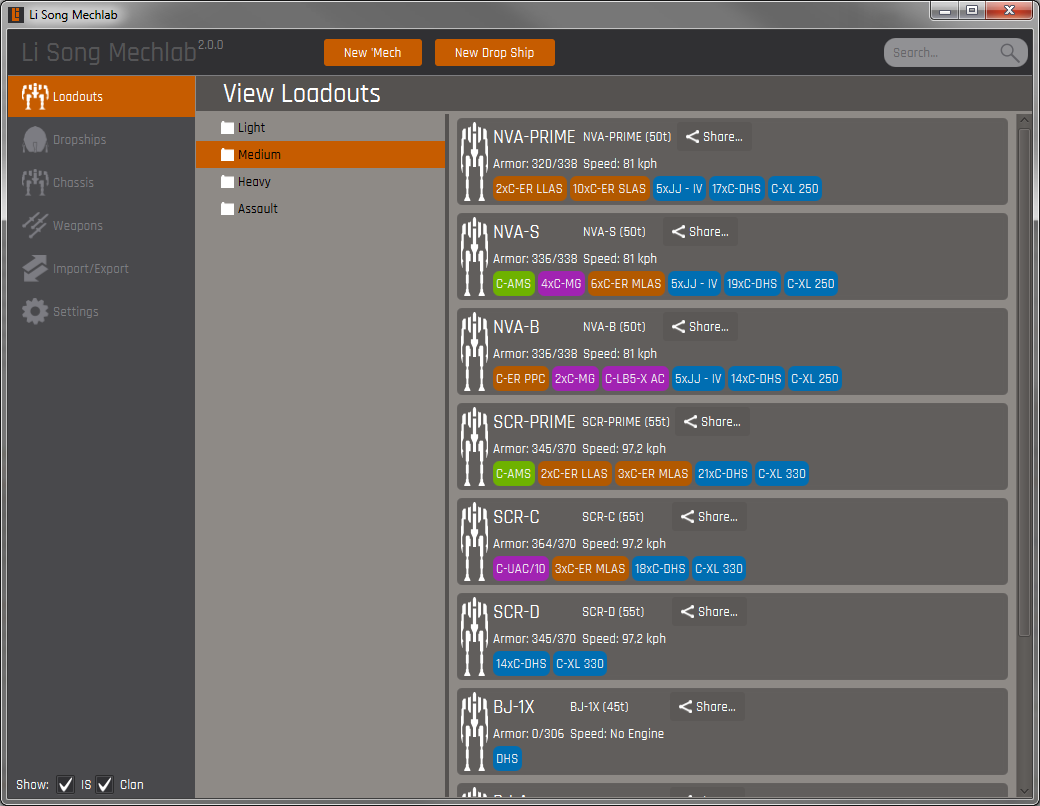 Li Song Mechlab
Li Song Mechlab 2.0.0
New 'Mech
New Drop Ship
Search...
Loadouts
Dropships
Chassis
Weapons
Import/Export
Settings
Show: IS Clan
View Loadouts
Light
Medium
Heavy
Assault
NVA-PRIME NVA-PRIME (50t) Share...
Armor: 320/338 Speed: 81 kph
2xC-ER LLAS 10xC-ER SLAS 5xJJ - IV 17xC-DHS C-XL 250
NVA-S NVA-S (50t) Share...
Armor: 336/338 Speed: 81 kph
C-AMS 4xC-MG 6xC-ER MLAS 5xJJ - IV 19xC-DHS C-XL 250
NVA-B NVA-B (50t) Share...
Armor: 336/338 Speed: 81 kph
C-ER PPC 2xC-MG C-LB5-X AC 5xJJ - IV 14xC-DHS C-XL 250
SCR-PRIME SCR-PRIME (55t) Share...
Armor: 345/370 Speed: 97.2 kph
C-AMS 2xC-ER LLAS 3xC-ER MLAS 21xC-DHS C-XL 330
SCR-C SCR-C (55t) Share...
Armor: 364/370 Speed: 97.2 kph
C-UAC/10 3xC-ER MLAS 18xC-DHS C-XL 330
SCR-D SCR-D (55t) Share...
Armor: 345/370 Speed: 97.2 kph
14xC-DHS C-XL 330
BJ-1X BJ-1X (45t) Share...
Armor: 0/306 Speed: No Engine
DHS